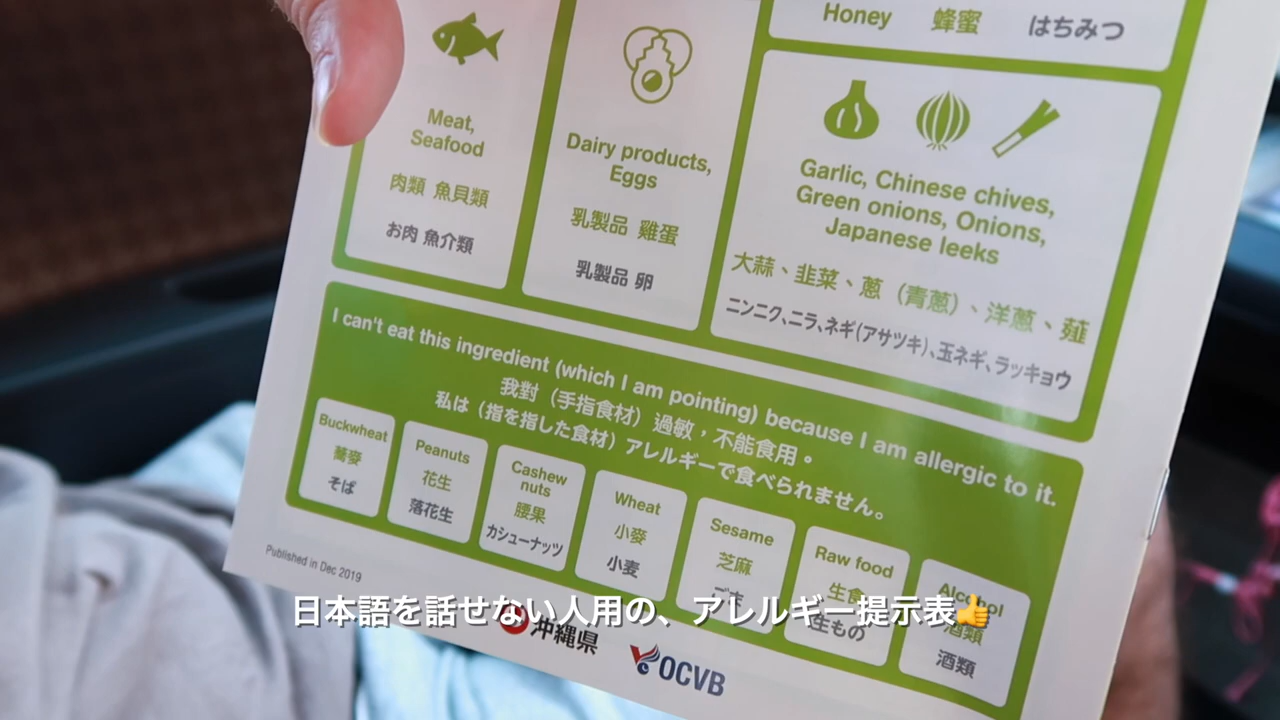 Honey 蜂蜜 はちみつ
Meat,
Seafood
肉類 魚貝類
お肉 魚介類
Dairy products,
Eggs
乳製品 雞蛋
乳製品 卵
Garlic, Chinese chives,
Green onions, Onions,
Japanese leeks
大蒜、韭菜、蔥（青蔥）、洋蔥、薤
ニンニク、ニラ、ネギ(アサツキ)、玉ネギ、ラッキョウ
I can't eat this ingredient (which I am pointing) because I am allergic to it.
我對（手指食材）過敏，不能食用。
私は（指を指した食材）アレルギーで食べられません。
Buckwheat
蕎麥
そば
Peanuts
花生
落花生
Cashew
nuts
腰果
カシューナッツ
Wheat
小麥
小麦
Sesame
芝麻
Raw food
生食
生もの
Alcohol
酒類
酒類
Published in Dec 2019
日本語を話せない人用の、アレルギー提示表👍
沖縄県
OCVB